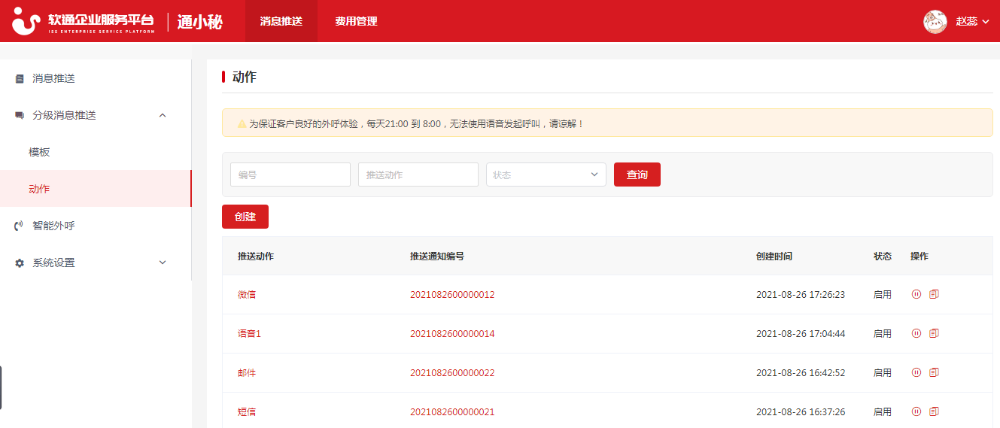 软通企业服务平台 通小秘 消息推送 费用管理 赵蕊
ISS ENTERPRISE SERVICE PLATFORM
消息推送
分级消息推送
模板
动作
智能外呼
系统设置
动作
为保证客户良好的外呼体验，每天21:00 到 8:00，无法使用语音发起呼叫，请谅解！
编号 推送动作 状态 查询
创建
推送动作 推送通知编号 创建时间 状态 操作
微信 2021082600000012 2021-08-26 17:26:23 启用
语音1 2021082600000014 2021-08-26 17:04:44 启用
邮件 2021082600000022 2021-08-26 16:42:52 启用
短信 2021082600000021 2021-08-26 16:37:26 启用